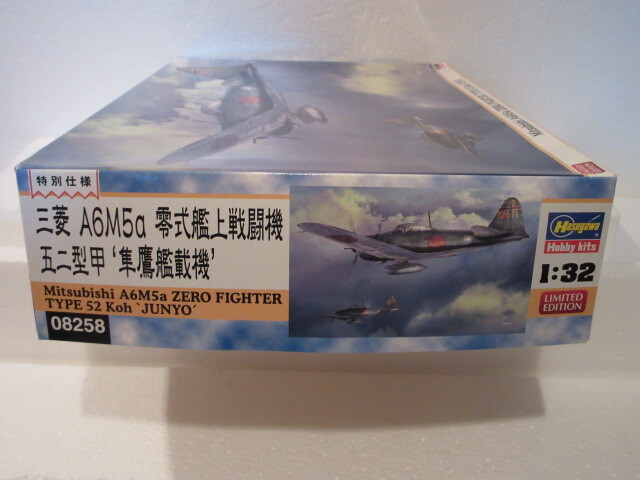 特別仕様
三菱 A6M5a 零式艦上戦闘機
五二型甲‘隼鷹艦載機’
Mitsubishi A6M5a ZERO FIGHTER
TYPE 52 Koh ‘JUNYO’
08258
Hasegawa
Hobby kits
1:32
LIMITED
EDITION